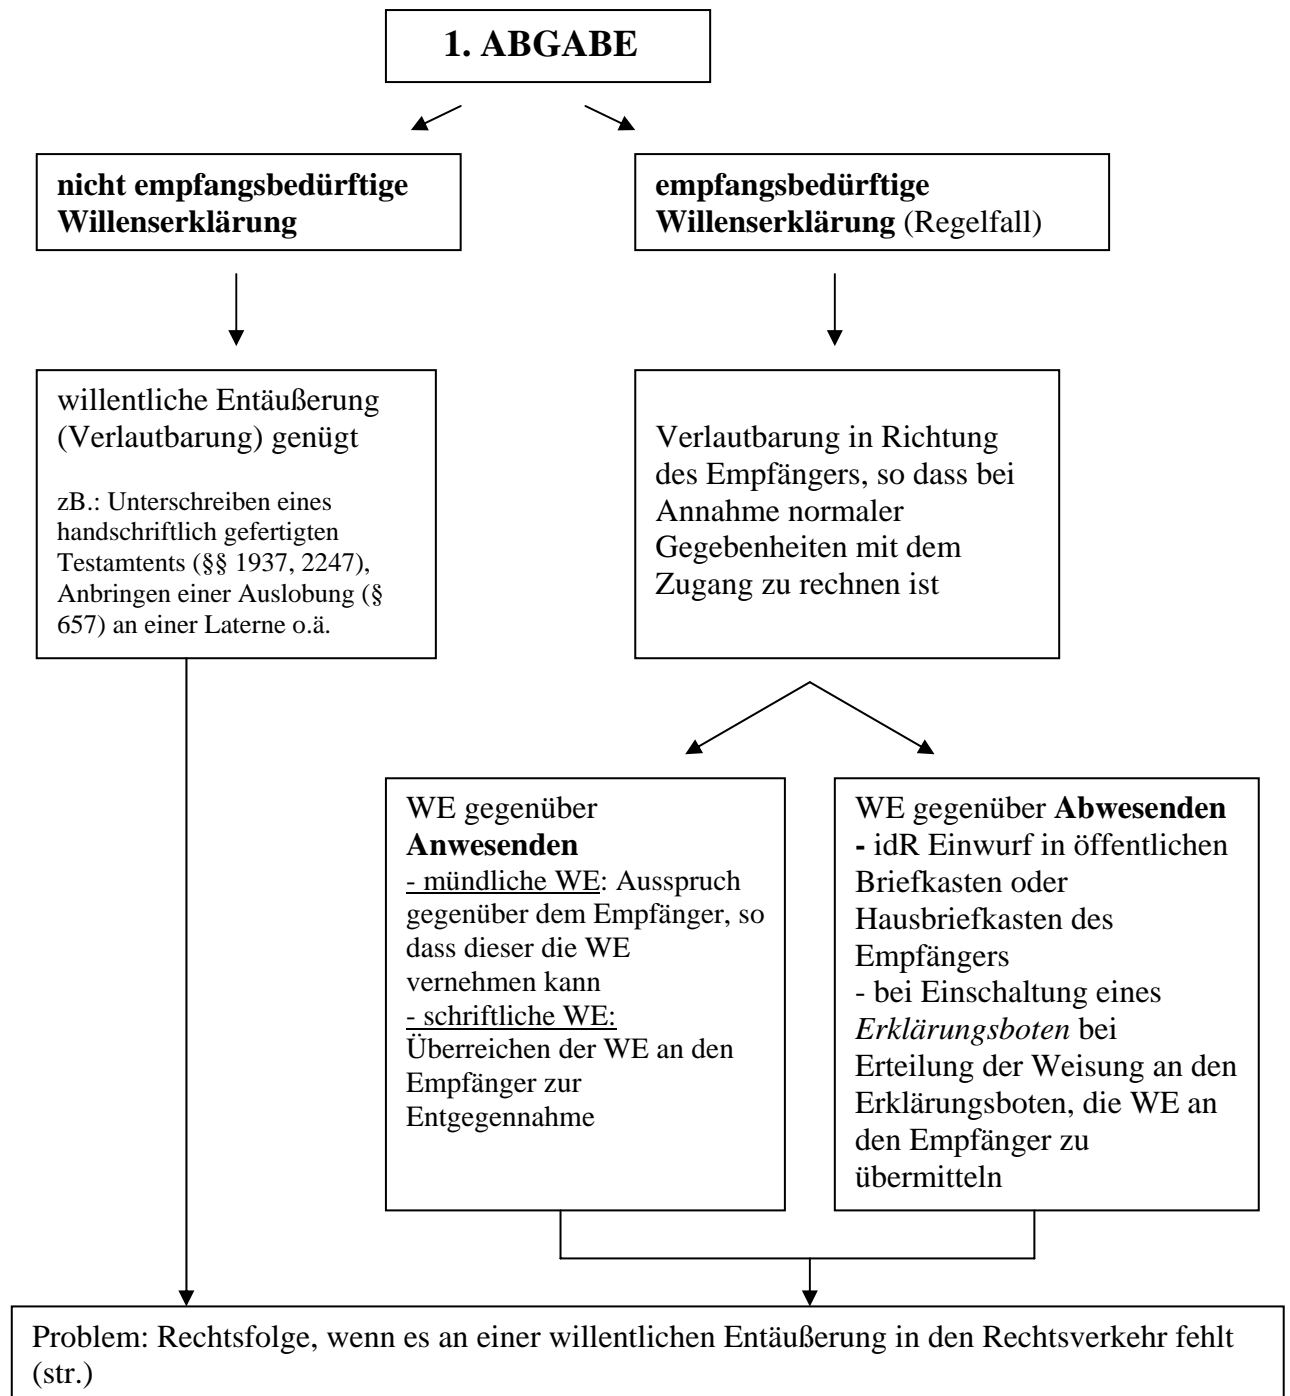 1. ABGABE
nicht empfangsbedürftige
Willenserklärung
empfangsbedürftige
Willenserklärung (Regelfall)
willentliche Entäußerung
(Verlautbarung) genügt
zB.: Unterschreiben eines
handschriftlich gefertigten
Testamtents (§§ 1937, 2247),
Anbringen einer Auslobung (§
657) an einer Laterne o.ä.
Verlautbarung in Richtung
des Empfängers, so dass bei
Annahme normaler
Gegebenheiten mit dem
Zugang zu rechnen ist
WE gegenüber
Anwesenden
- mündliche WE: Ausspruch
gegenüber dem Empfänger, so
dass dieser die WE
vernehmen kann
- schriftliche WE:
Überreichen der WE an den
Empfänger zur
Entgegennahme
WE gegenüber Abwesenden
- idR Einwurf in öffentlichen
Briefkasten oder
Hausbriefkasten des
Empfängers
- bei Einschaltung eines
Erklärungsboten bei
Erteilung der Weisung an den
Erklärungsboten, die WE an
den Empfänger zu
übermitteln
Problem: Rechtsfolge, wenn es an einer willentlichen Entäußerung in den Rechtsverkehr fehlt
(str.)